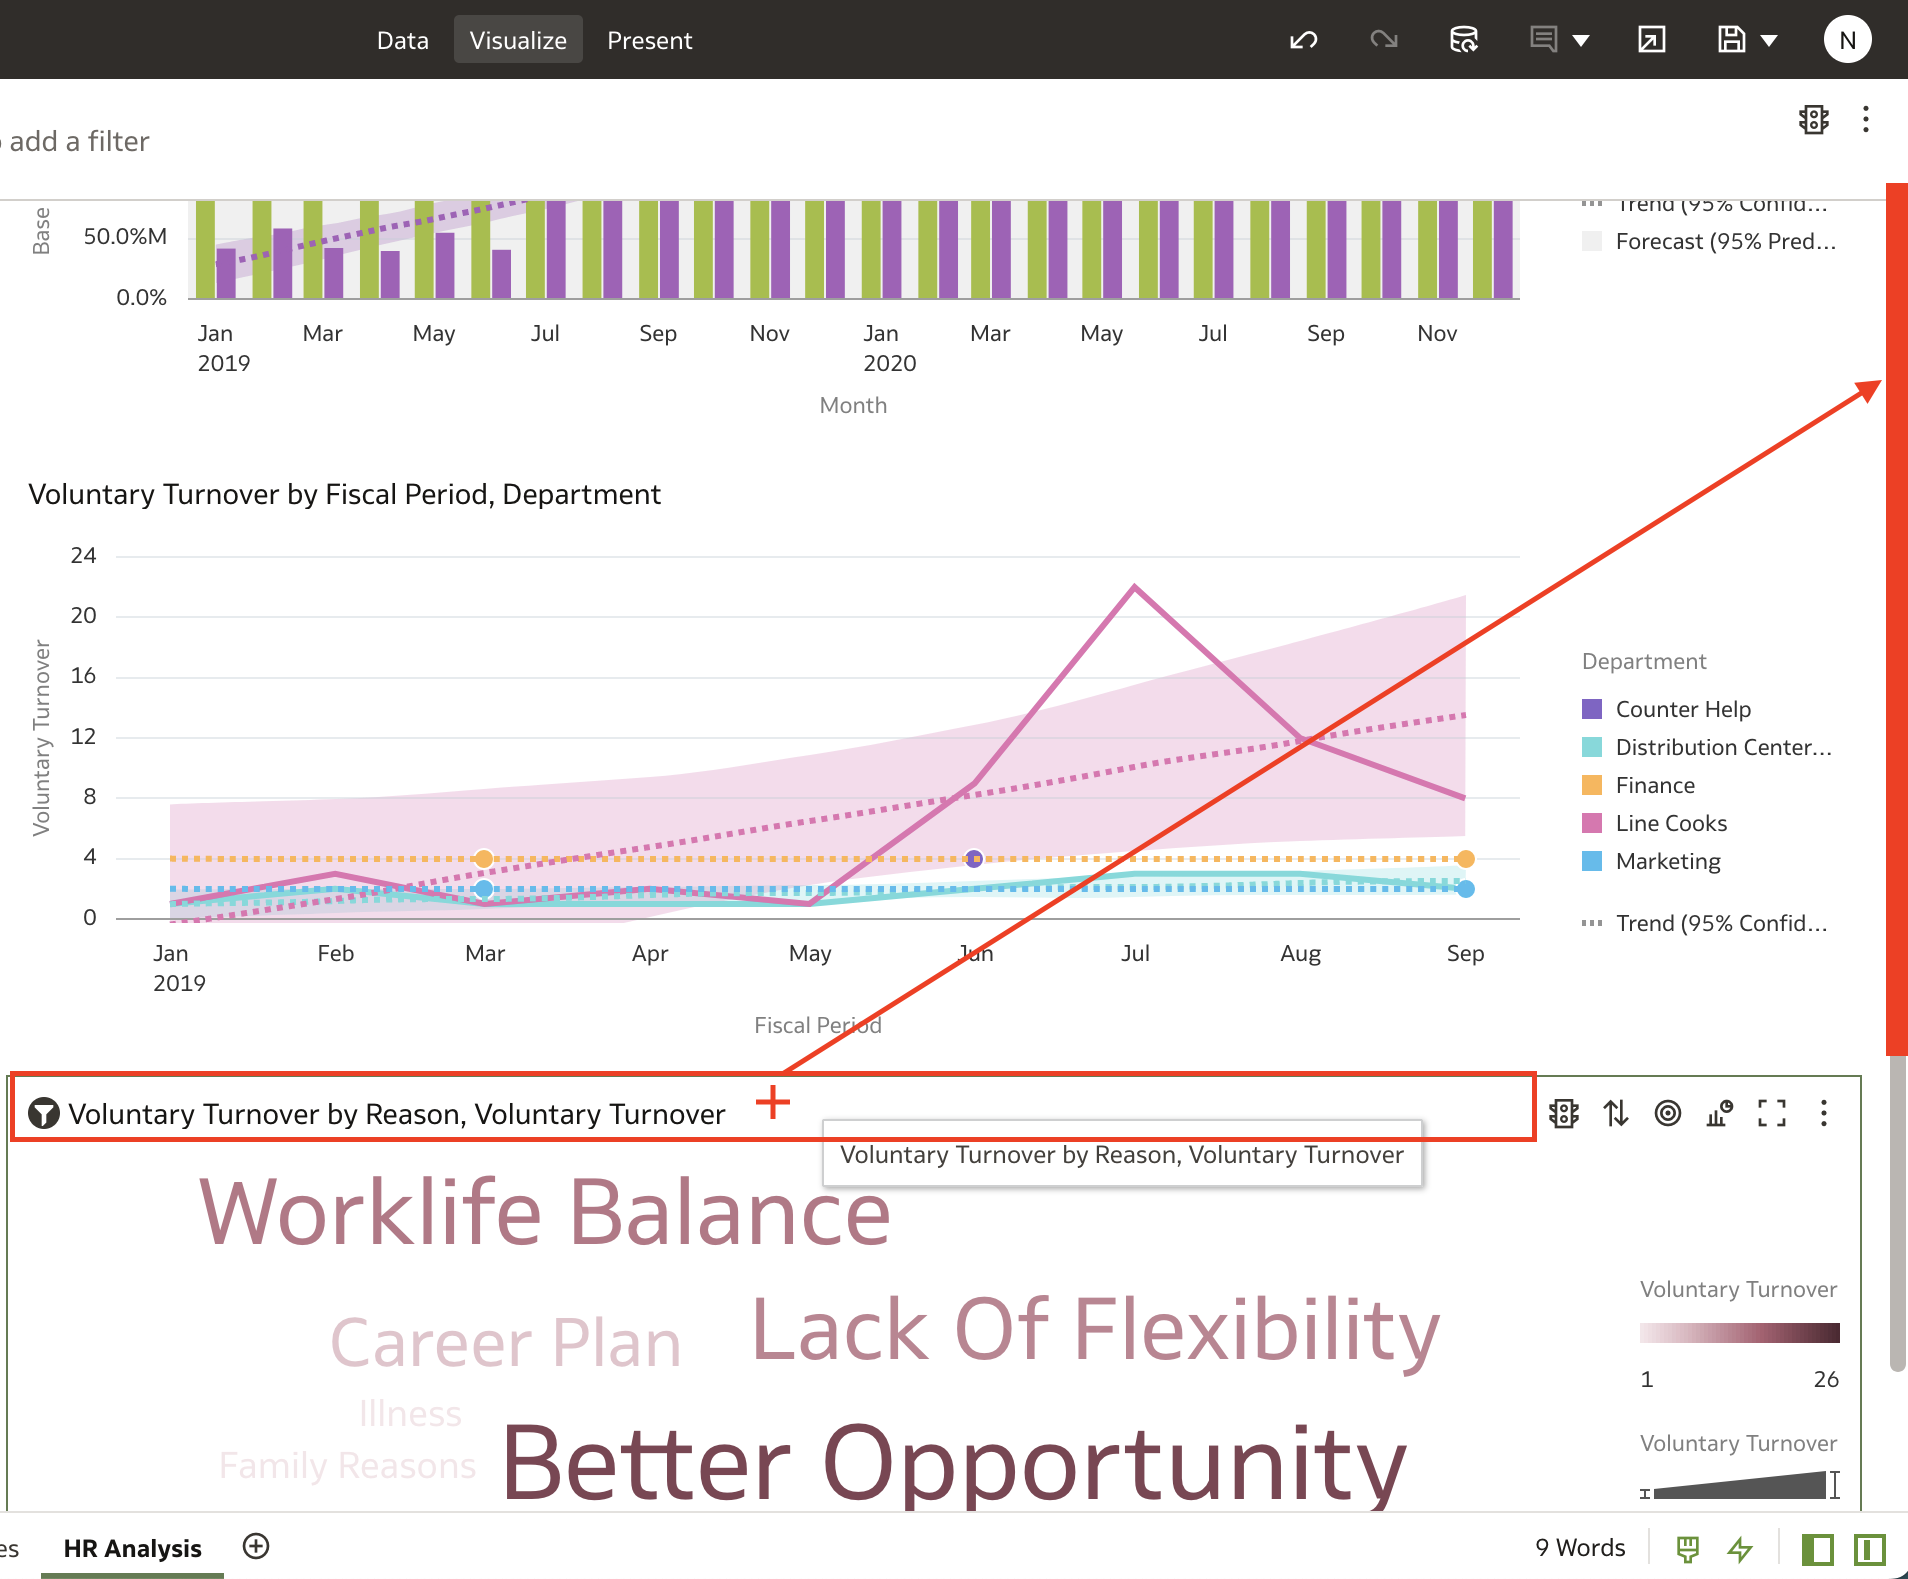 Data Visualize Present
N
add a filter
Base
50.0%M
0.0%
Jan Mar May Jul Sep Nov Jan Mar May Jul Sep Nov
2019 2020
Month
Trend (95% Confid...
Forecast (95% Pred...
Voluntary Turnover by Fiscal Period, Department
Voluntary Turnover
24
20
16
12
8
4
0
Jan Feb Mar Apr May Jun Jul Aug Sep
2019
Fiscal Period
Department
Counter Help
Distribution Center...
Finance
Line Cooks
Marketing
Trend (95% Confid...
Voluntary Turnover by Reason, Voluntary Turnover
Voluntary Turnover by Reason, Voluntary Turnover
Worklife Balance
Lack Of Flexibility
Career Plan
Illness
Family Reasons
Better Opportunity
Voluntary Turnover
1 26
Voluntary Turnover
es HR Analysis
9 Words